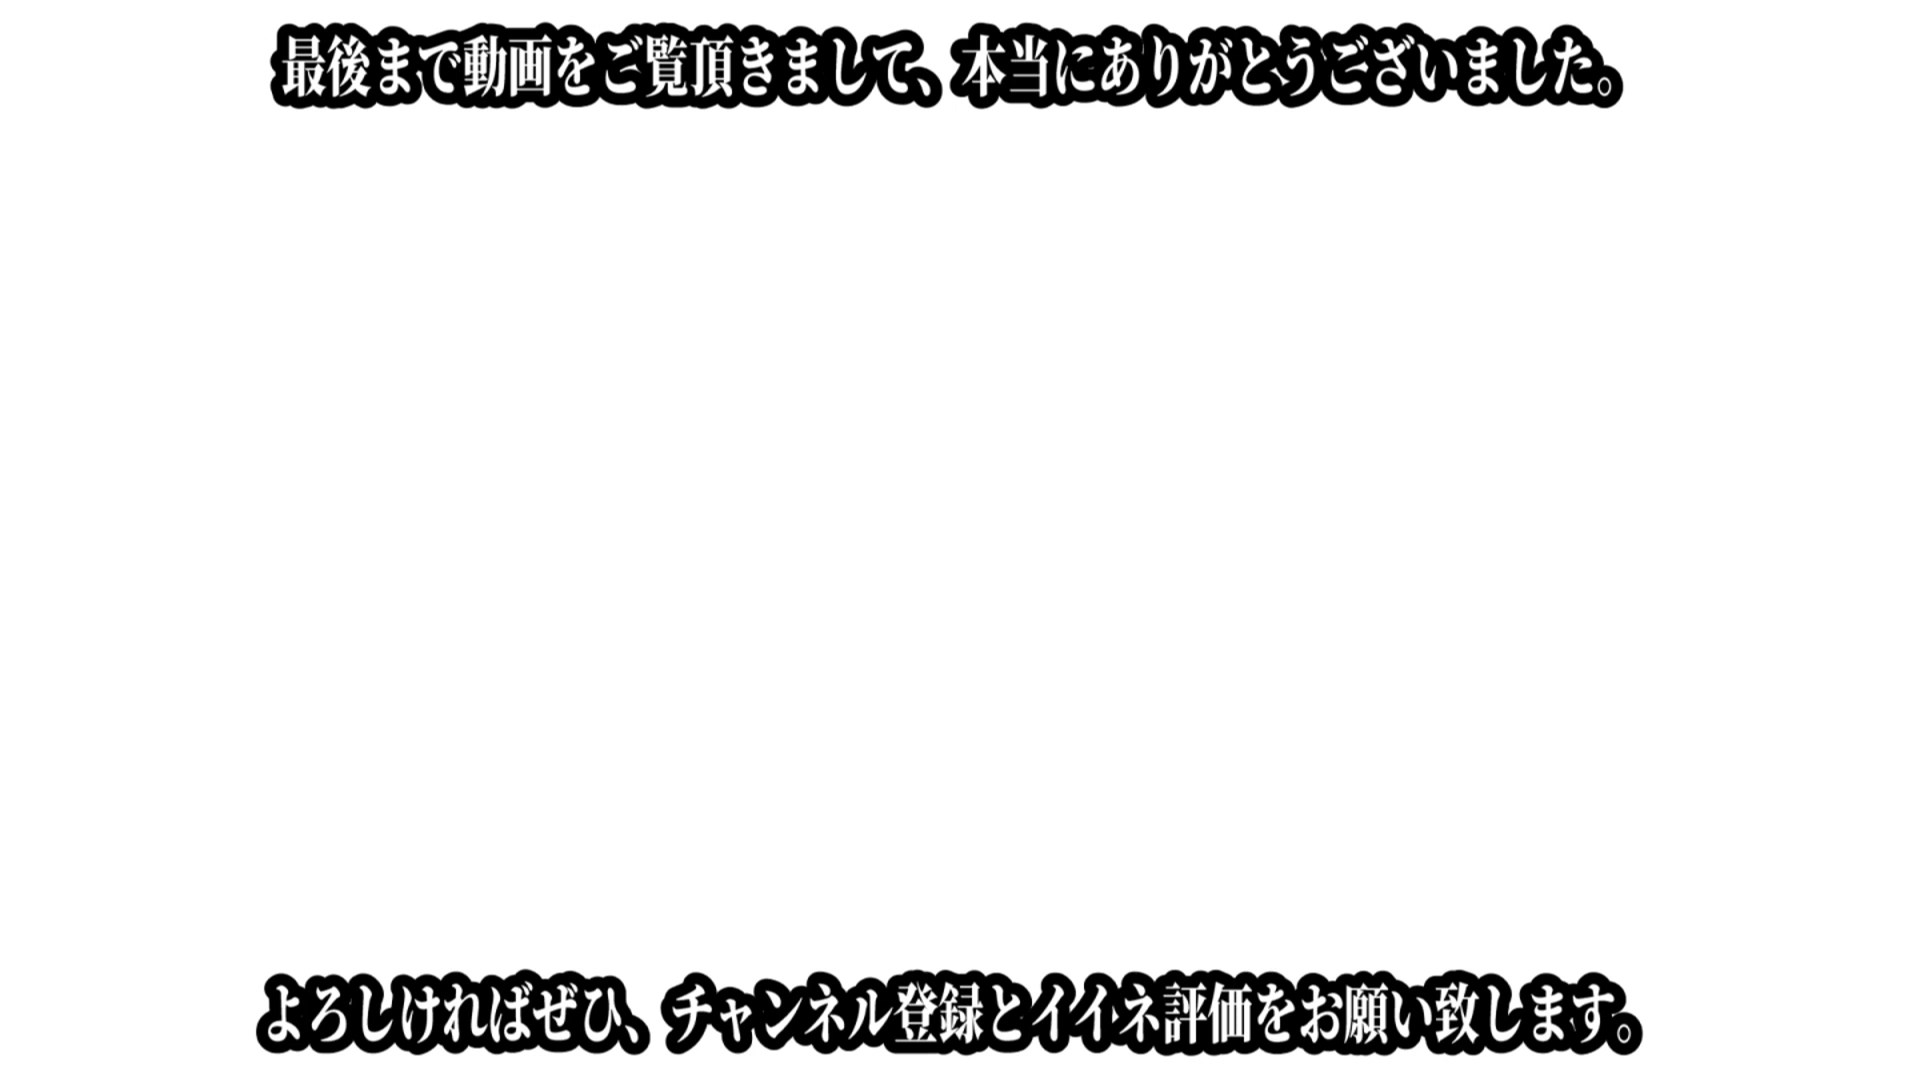 最後まで動画をご覧頂きまして、本当にありがとうございました。
よろしければぜひ、チャンネル登録とイイネ評価をお願い致します。